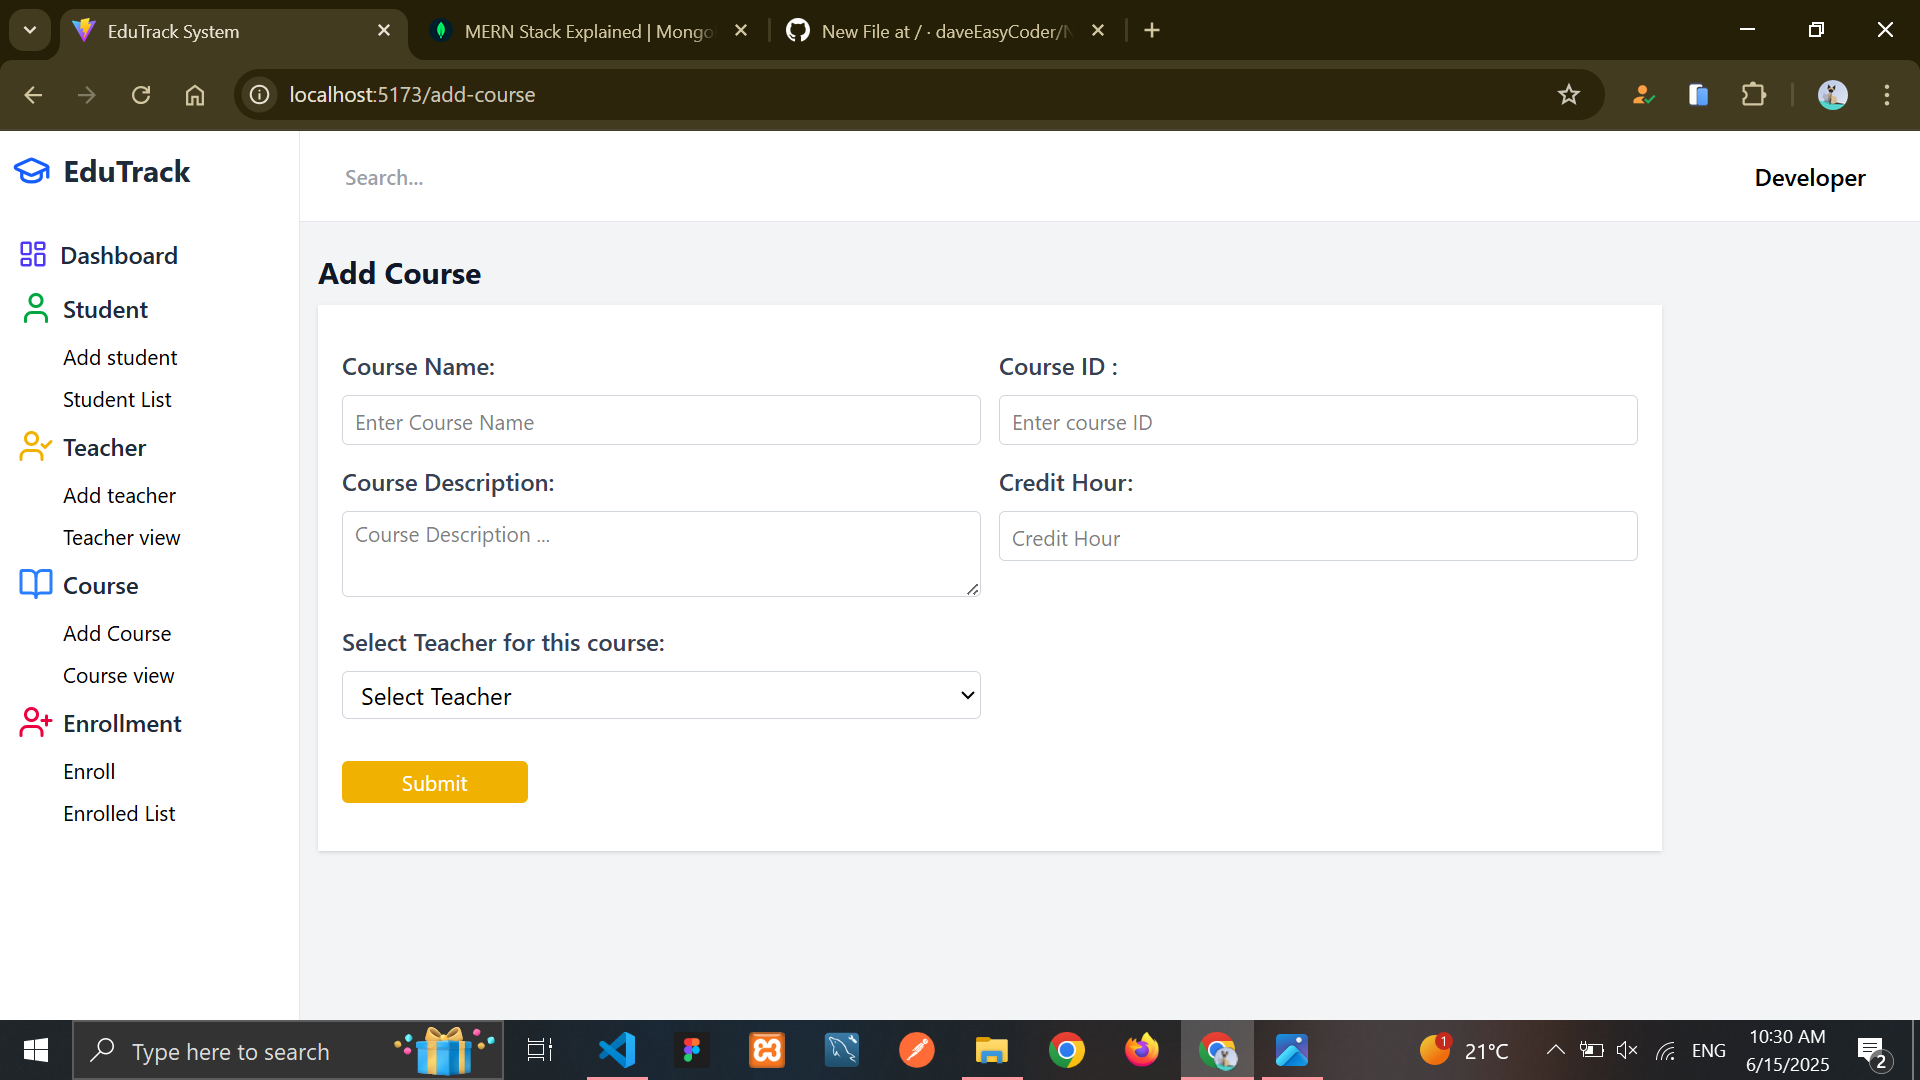 EduTrack System
MERN Stack Explained | Mongo
New File at / · daveEasyCoder/
localhost:5173/add-course
EduTrack
Search...
Developer
Dashboard
Student
Add student
Student List
Teacher
Add teacher
Teacher view
Course
Add Course
Course view
Enrollment
Enroll
Enrolled List
Add Course
Course Name:
Course ID :
Enter Course Name
Enter course ID
Course Description:
Credit Hour:
Course Description ...
Credit Hour
Select Teacher for this course:
Select Teacher
Submit
Type here to search
1
21°C
ENG
10:30 AM
6/15/2025
2